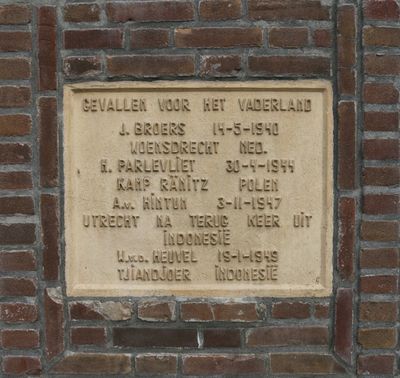 GEVALLEN VOOR HET VADERLAND
J. BROERS 14-5-1940
WOENSDRECHT NED.
H. PARLEVLIET 30-4-1944
KAMP RÄNITZ POLEN
A.v. HINTUM 3-11-1947
UTRECHT NA TERUG KEER UIT
INDONESIË
W.v.d. HEUVEL 19-1-1949
TJIANDJOER INDONESIË